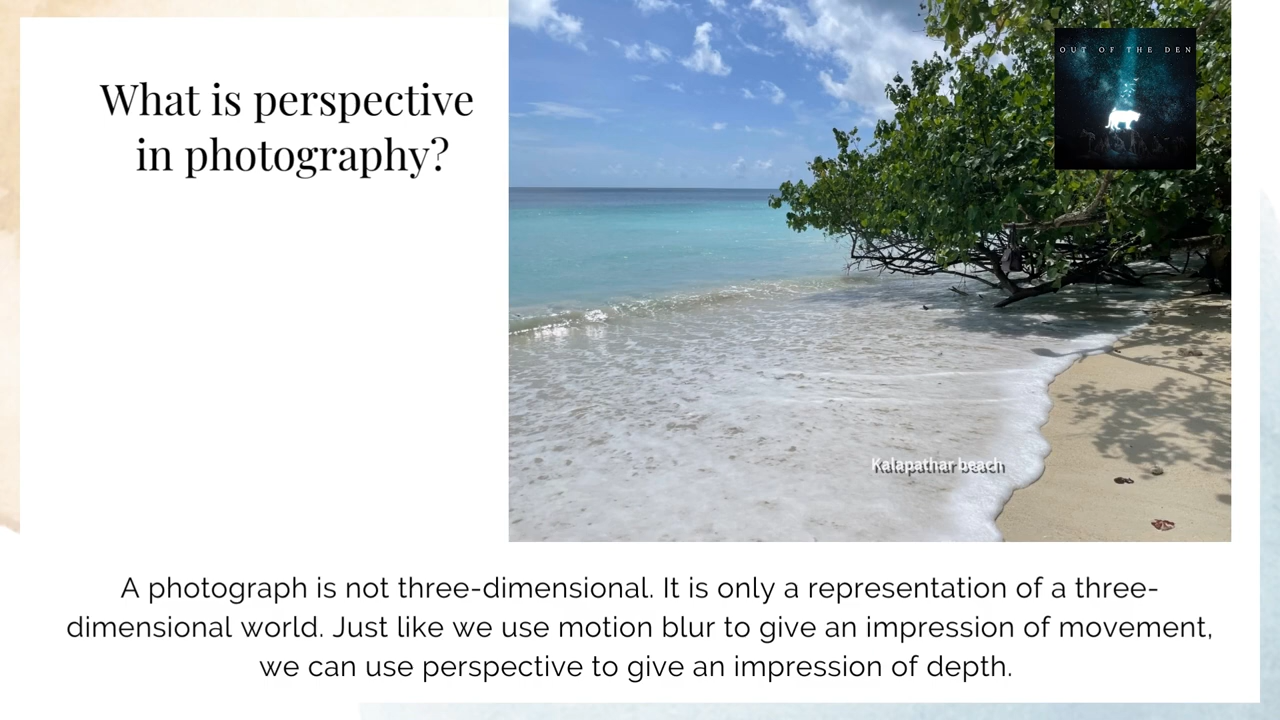 What is perspective
in photography?
OUT OF THE DEN
Kalapathar beach
A photograph is not three-dimensional. It is only a representation of a three-
dimensional world. Just like we use motion blur to give an impression of movement,
we can use perspective to give an impression of depth.